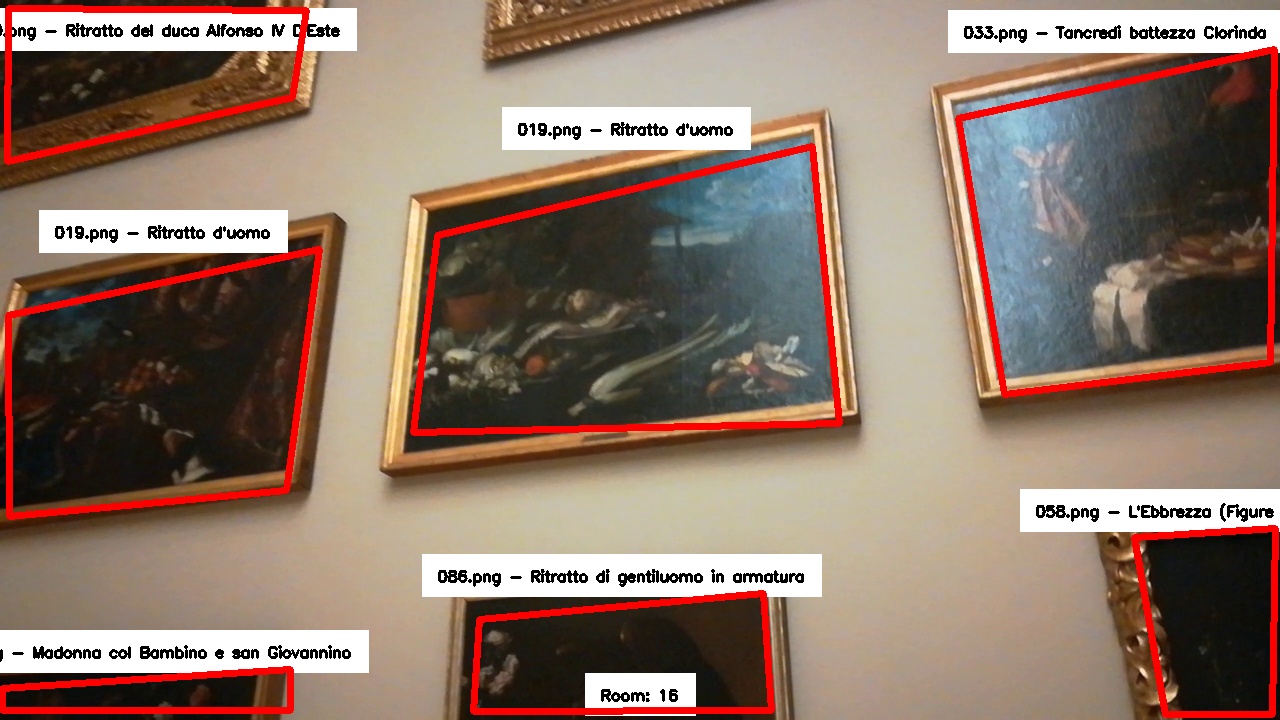 .png - Ritratto del duca Alfonso IV D'Este
033.png - Tancredi battezza Clorinda
019.png - Ritratto d'uomo
019.png - Ritratto d'uomo
058.png - L'Ebbrezza (Figure
086.png - Ritratto di gentiluomo in armatura
g - Madonna col Bambino e san Giovannino
Room: 16